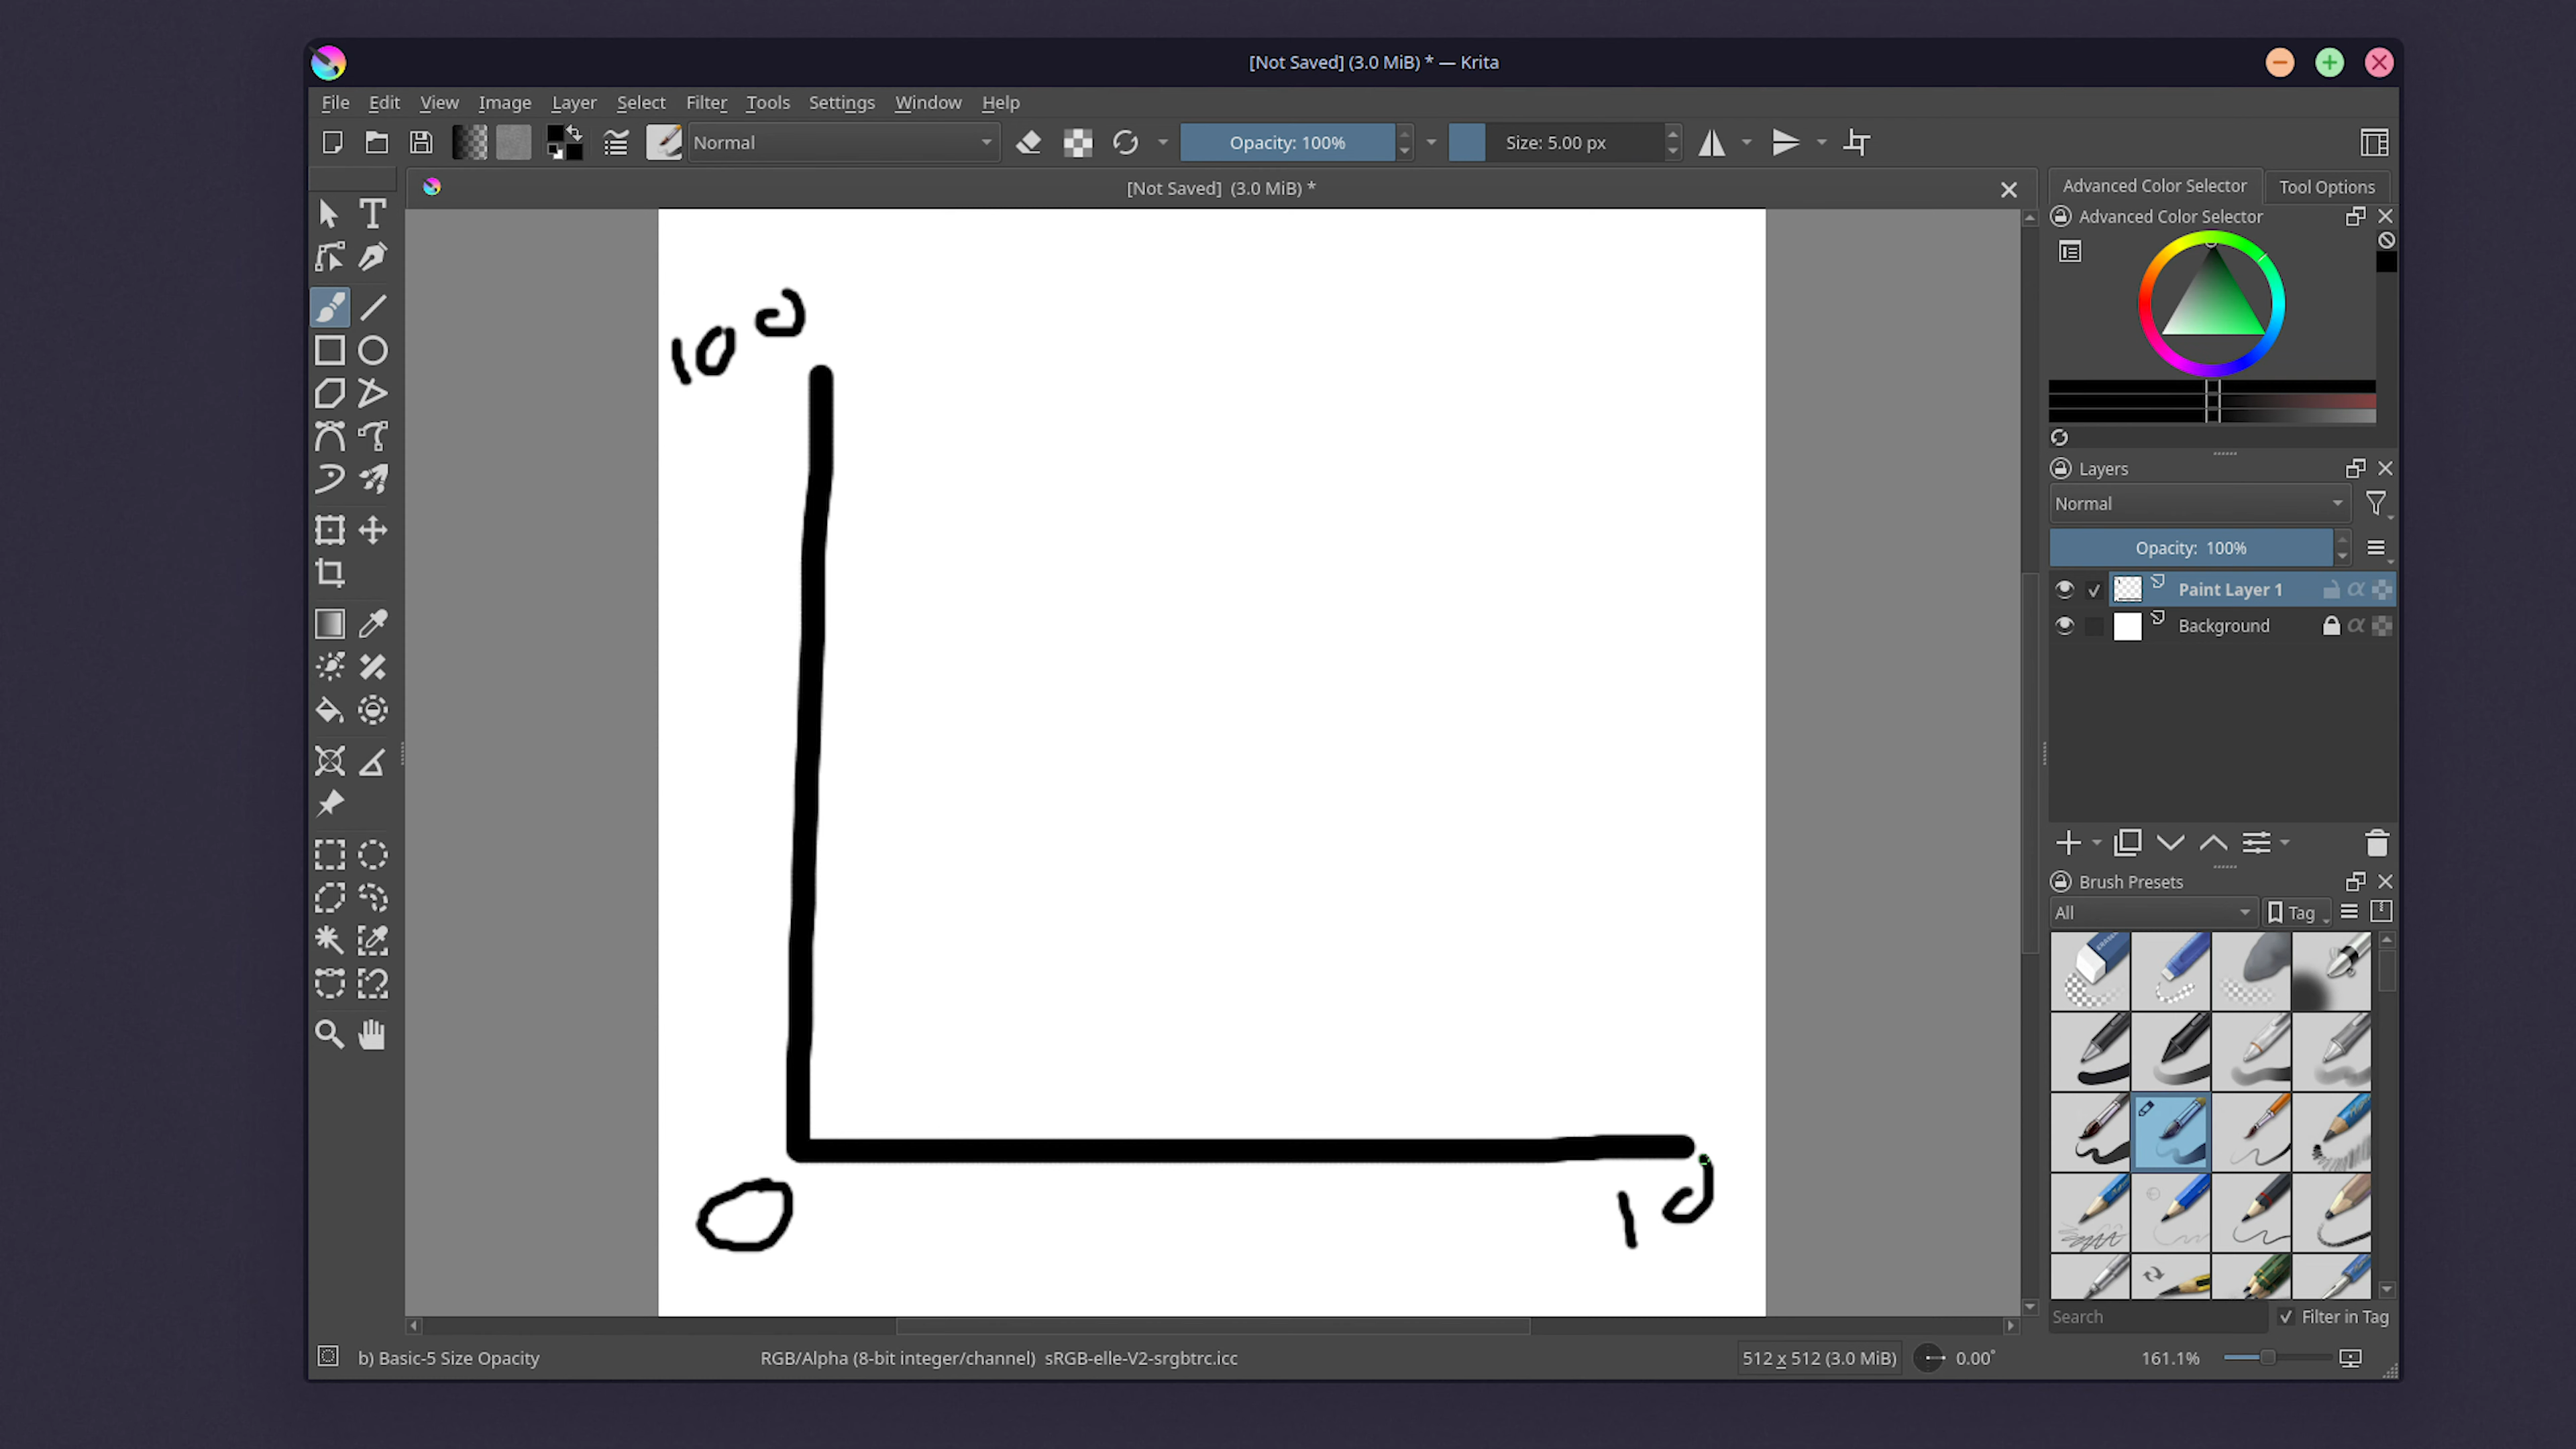 [Not Saved] (3.0 MiB) * — Krita
File Edit View Image Layer Select Filter Tools Settings Window Help
Normal Opacity: 100% Size: 5.00 px
[Not Saved] (3.0 MiB) *
Advanced Color Selector Tool Options
Advanced Color Selector
100
Layers
Normal
Opacity: 100%
Paint Layer 1
Background
Brush Presets
All Tag
0 10
Search Filter in Tag
b) Basic-5 Size Opacity RGB/Alpha (8-bit integer/channel) sRGB-elle-V2-srgbtrc.icc 512 x 512 (3.0 MiB) 0.00° 161.1%